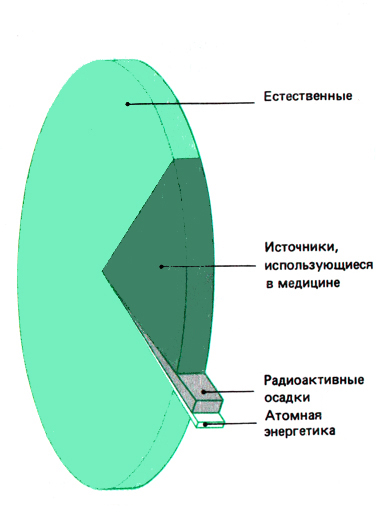 Естественные
Источники,
использующиеся
в медицине
Радиоактивные
осадки
Атомная
энергетика